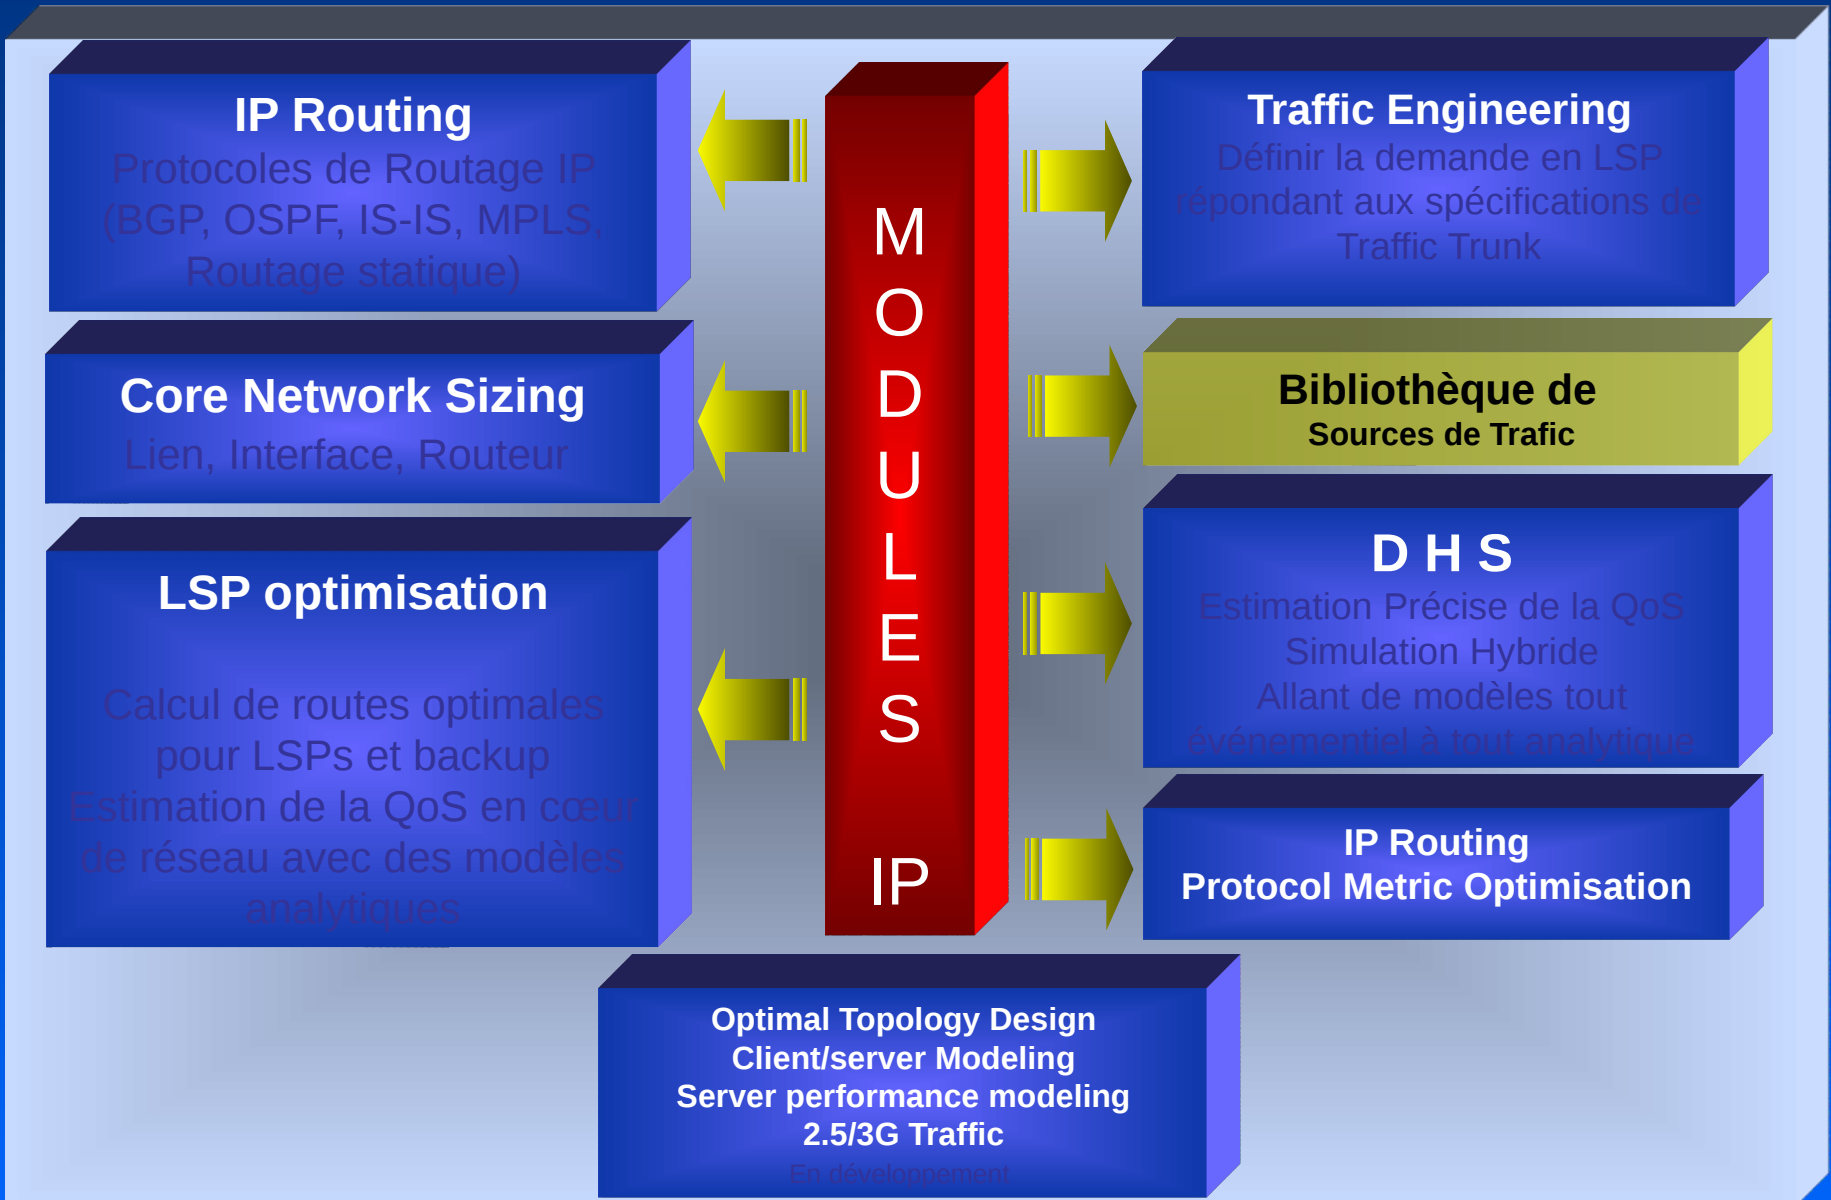 IP Routing
Protocoles de Routage IP
(BGP, OSPF, IS-IS, MPLS,
Routage statique)
Core Network Sizing
Lien, Interface, Routeur
LSP optimisation
Calcul de routes optimales
pour LSPs et backup
Estimation de la QoS en cœur
de réseau avec des modèles
analytiques
M
O
D
U
L
E
S
IP
Traffic Engineering
Définir la demande en LSP
répondant aux spécifications de
Traffic Trunk
Bibliothèque de
Sources de Trafic
D H S
Estimation Précise de la QoS
Simulation Hybride
Allant de modèles tout
événementiel à tout analytique
IP Routing
Protocol Metric Optimisation
Optimal Topology Design
Client/server Modeling
Server performance modeling
2.5/3G Traffic
En développement